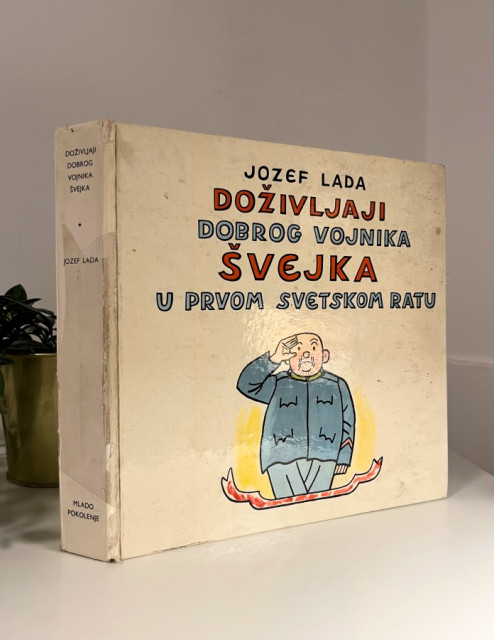 DOŽIVLJAJI
DOBROG
VOJNIKA
ŠVEJKA
JOZEF LADA
MLADO
POKOLENJE
JOZEF LADA
DOŽIVLJAJI
DOBROG VOJNIKA
ŠVEJKA
U PRVOM SVETSKOM RATU